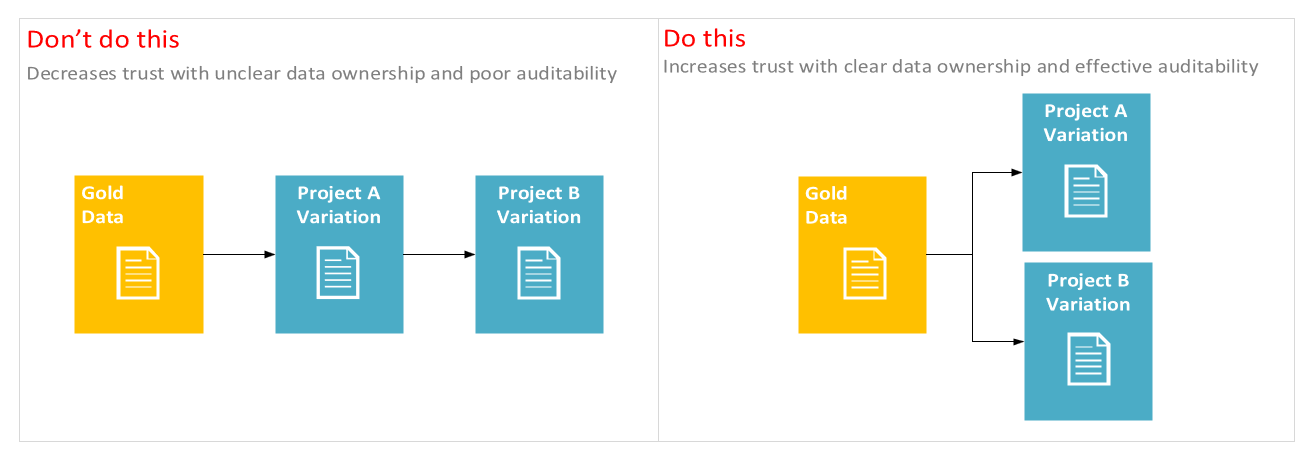 Don’t do this
Decreases trust with unclear data ownership and poor auditability
Gold
Data
Project A
Variation
Project B
Variation
Do this
Increases trust with clear data ownership and effective auditability
Gold
Data
Project A
Variation
Project B
Variation